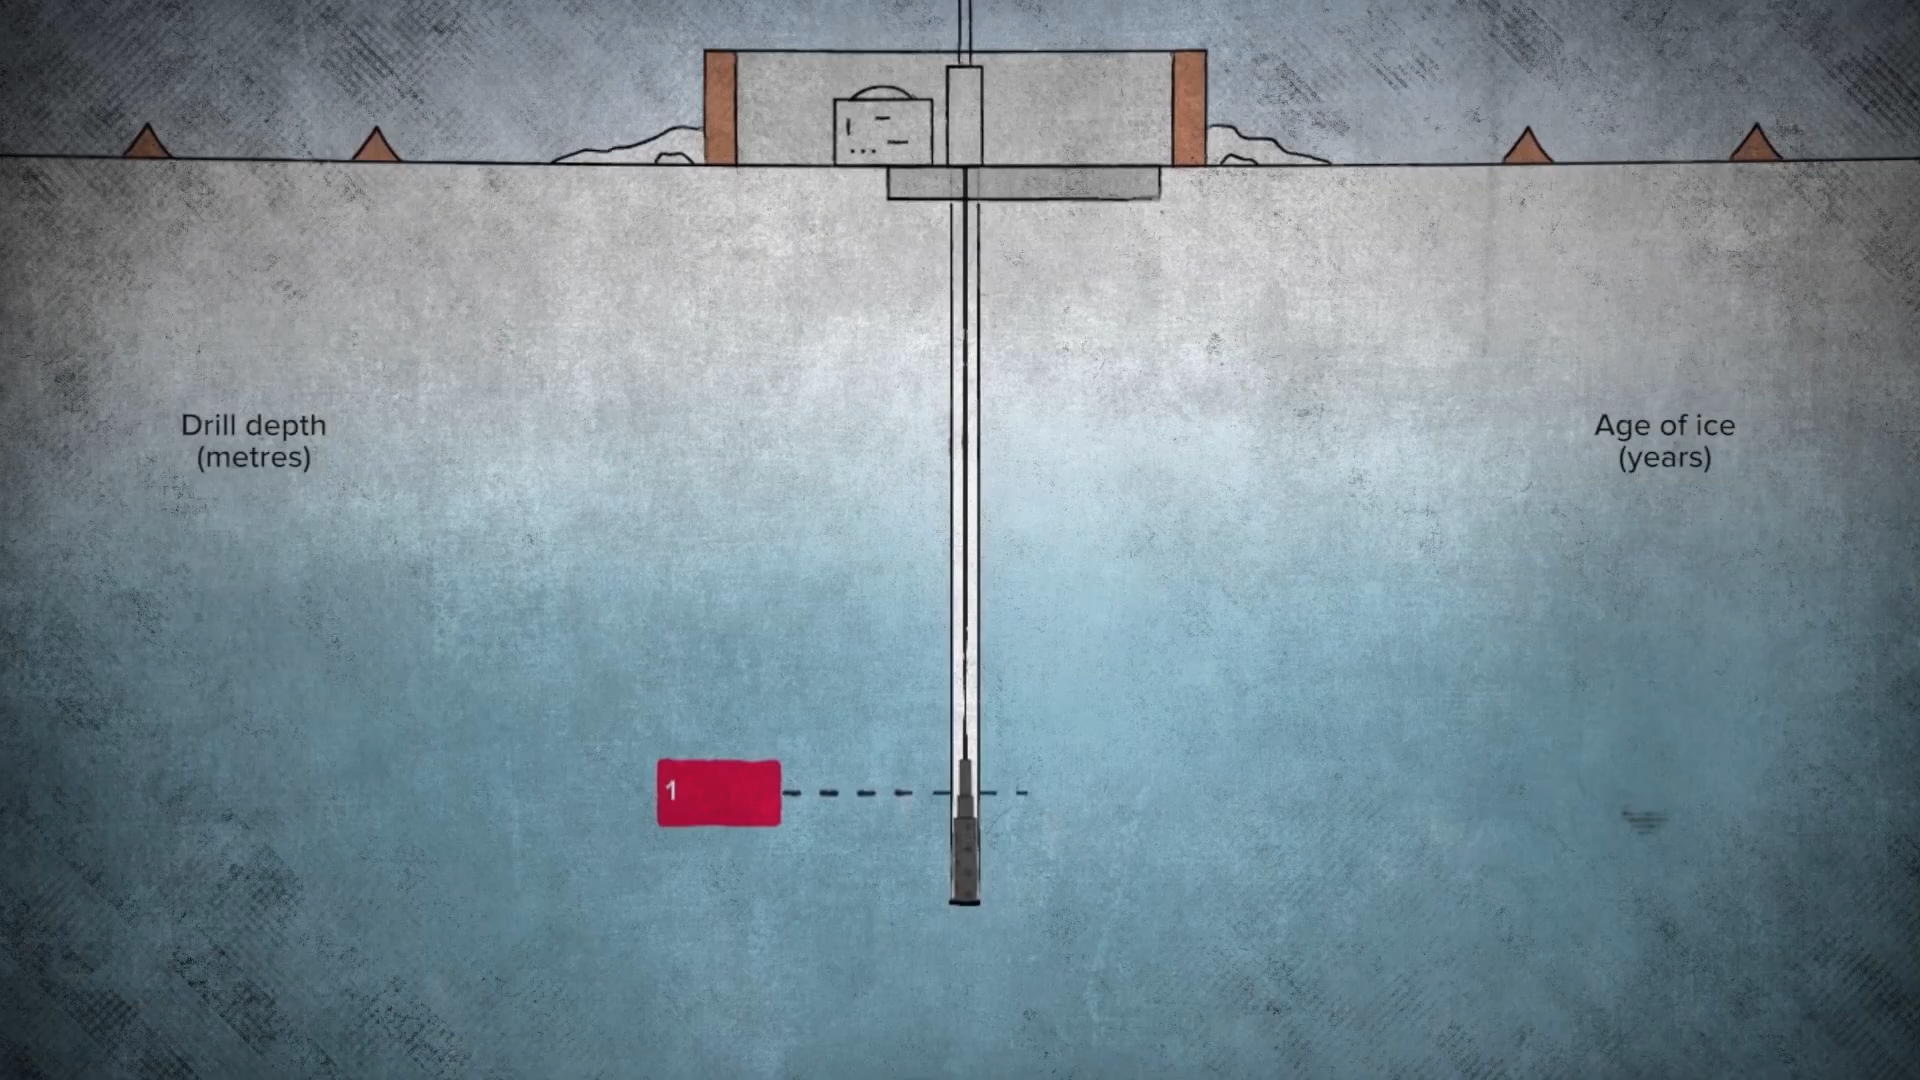 Drill depth
(metres)
Age of ice
(years)
1